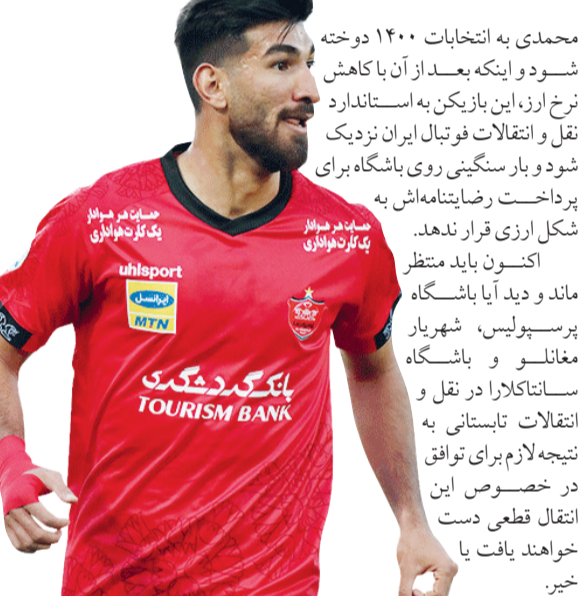 محمدی به انتخابات ۱۴۰۰ دوخته
شود و اینکه بعد از آن با کاهش
نرخ ارز، این بازیکن به استاندارد
نقل و انتقالات فوتبال ایران نزدیک
شود و بار سنگینی روی باشگاه برای
پرداخت رضایتنامه‌اش به
شکل ارزی قرار ندهد.
اکنون باید منتظر
ماند و دید آیا باشگاه
پرسپولیس، شهریار
مغانلو و باشگاه
سانتاکلارا در نقل و
انتقالات تابستانی به
نتیجه لازم برای توافق
در خصوص این
انتقال قطعی دست
خواهند یافت یا
خیر.
حمایت هر هوادار
یک کارت هواداری
حمایت هر هوادار
یک کارت هواداری
uhlsport
ایرانسل
MTN
بانک گردشگری
TOURISM BANK